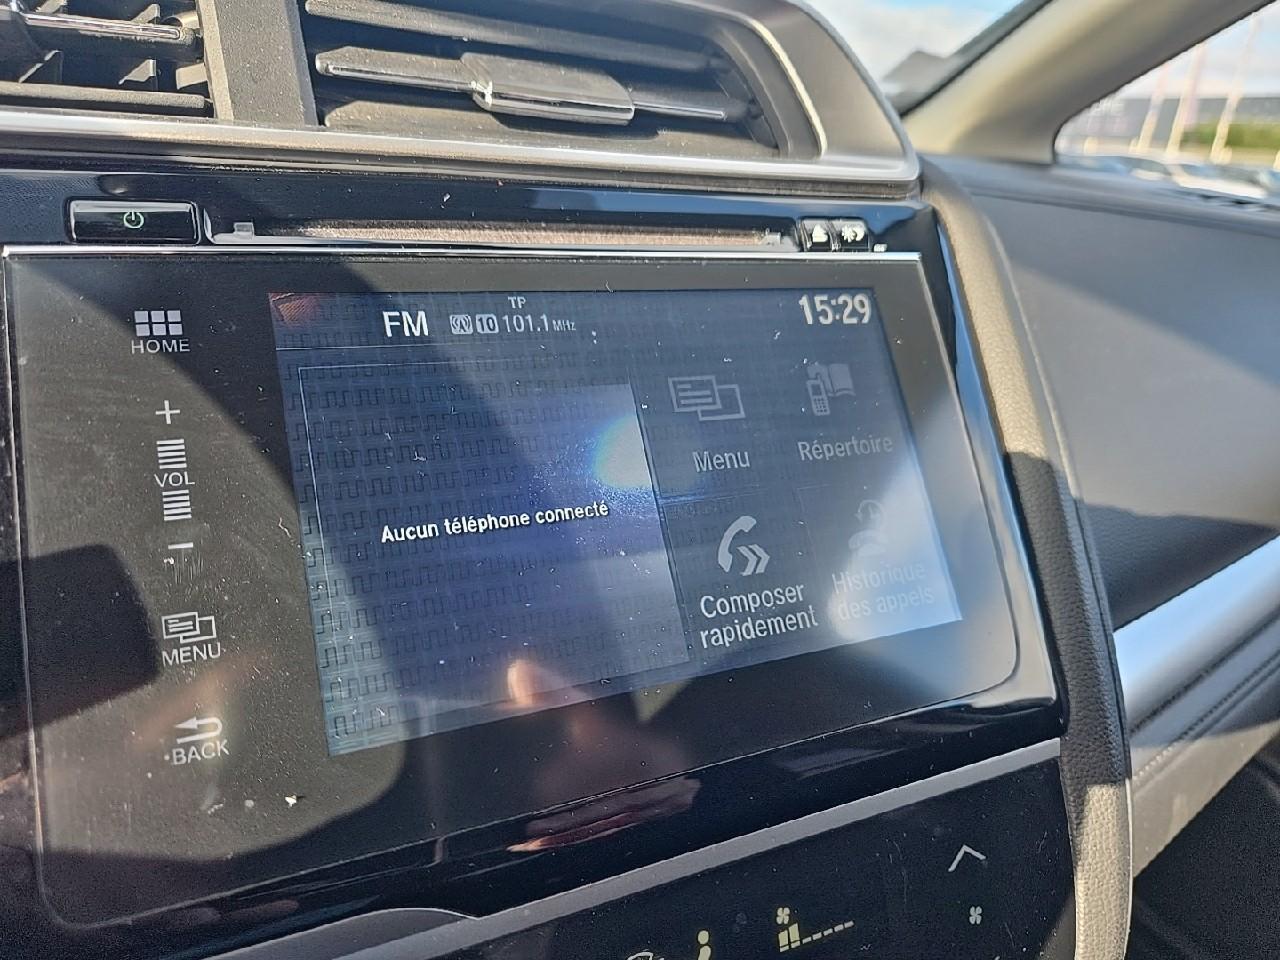 TP
FM 10 101.1 MHz 15:29
HOME
+
VOL
-
MENU
BACK
Aucun téléphone connecté
Menu
Répertoire
Composer
rapidement
Historique
des appels